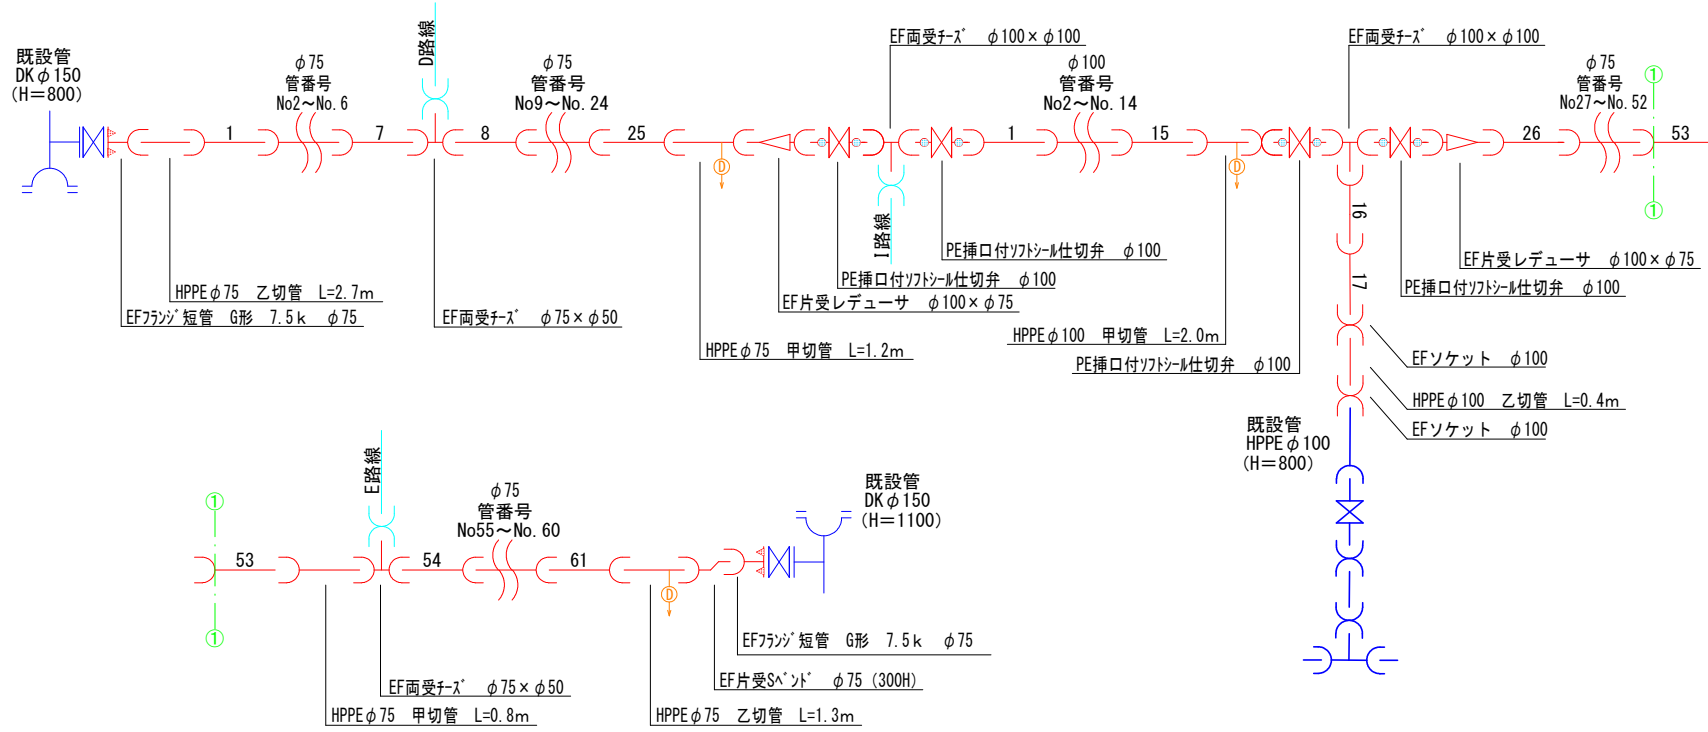 既設管
DKφ150
(H=800)
φ75
管番号
No2～No.6
D路線
φ75
管番号
No9～No.24
EF両受ﾁｰｽﾞ φ100×φ100
φ100
管番号
No2～No.14
EF両受ﾁｰｽﾞ φ100×φ100
φ75
管番号
No27～No.52
①
1
7
8
25
1
15
26
53
D
D
①
I路線
16
17
HPPEφ75 乙切管 L=2.7m
EFﾌﾗﾝｼﾞ短管 G形 7.5k φ75
EF両受ﾁｰｽﾞ φ75×φ50
PE挿口付ｿﾌﾄｼｰﾙ仕切弁 φ100
PE挿口付ｿﾌﾄｼｰﾙ仕切弁 φ100
EF片受レデューサ φ100×φ75
HPPEφ75 甲切管 L=1.2m
HPPEφ100 甲切管 L=2.0m
PE挿口付ｿﾌﾄｼｰﾙ仕切弁 φ100
EF片受レデューサ φ100×φ75
PE挿口付ｿﾌﾄｼｰﾙ仕切弁 φ100
EFソケット φ100
HPPEφ100 乙切管 L=0.4m
EFソケット φ100
既設管
HPPEφ100
(H=800)
①
E路線
φ75
管番号
No55～No.60
既設管
DKφ150
(H=1100)
53
54
61
D
①
EFﾌﾗﾝｼﾞ短管 G形 7.5k φ75
EF片受Sﾍﾞﾝﾄﾞ φ75 (300H)
EF両受ﾁｰｽﾞ φ75×φ50
HPPEφ75 甲切管 L=0.8m
HPPEφ75 乙切管 L=1.3m